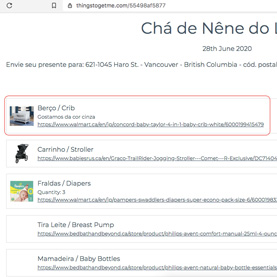 thingstogetme.com/55498af5877
Chá de Nêne do
28th June 2020
Envie seu presente para: 621-1045 Haro St. - Vancouver - British Columbia - cód. postal
Berço / Crib
Gostamos da cor cinza
https://www.walmart.ca/en/ip/concord-baby-taylor-4-in-1-baby-crib-white/6000199415479
Carrinho / Stroller
https://www.babiesrus.ca/en/Graco-TrailRider-Jogging-Stroller---Comet---R-Exclusive/DC71404
Fraldas / Diapers
Quantity: 3
https://www.walmart.ca/en/ip/pampers-swaddlers-diapers-super-econo-pack-size-6/60001983
Tira Leite / Breast Pump
https://www.bedbathandbeyond.ca/store/product/philips-avent-comfort-manual-25ml-4-ounc
Mamadeira / Baby Bottles
https://www.bedbathandbeyond.ca/store/product/philips-avent-natural-baby-bottle-essentia